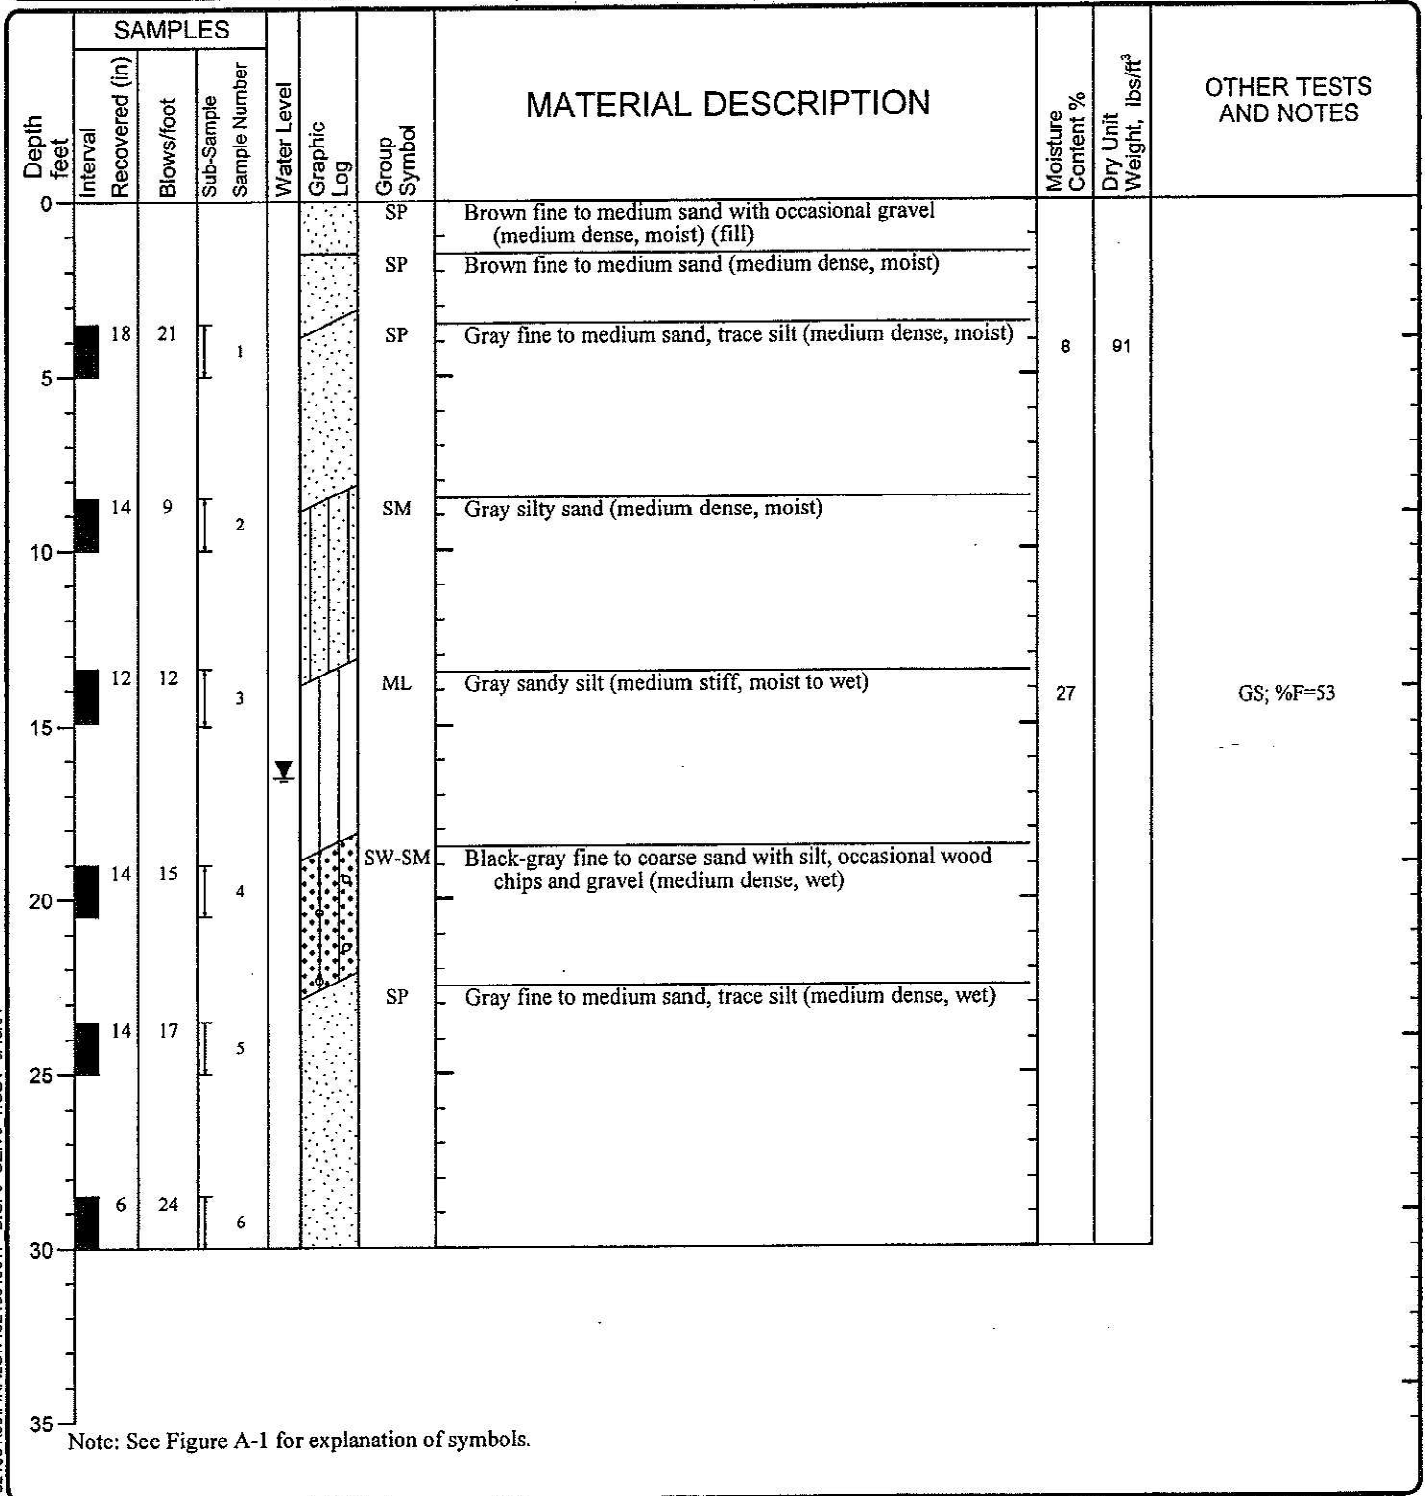 SAMPLES
Depth
feet
Interval
Recovered (in)
Blows/foot
Sub-Sample
Sample Number
Water Level
Graphic
Log
Group
Symbol
MATERIAL DESCRIPTION
Moisture
Content %
Dry Unit
Weight, lbs/ft³
OTHER TESTS
AND NOTES
0
SP Brown fine to medium sand with occasional gravel
(medium dense, moist) (fill)
SP Brown fine to medium sand (medium dense, moist)
18 21 1 SP Gray fine to medium sand, trace silt (medium dense, moist) 8 91
5
14 9 2 SM Gray silty sand (medium dense, moist)
10
12 12 3 ML Gray sandy silt (medium stiff, moist to wet) 27 GS; %F=53
15
14 15 4 SW-SM Black-gray fine to coarse sand with silt, occasional wood
chips and gravel (medium dense, wet)
20
SP Gray fine to medium sand, trace silt (medium dense, wet)
14 17 5
25
6 24 6
30
35
Note: See Figure A-1 for explanation of symbols.